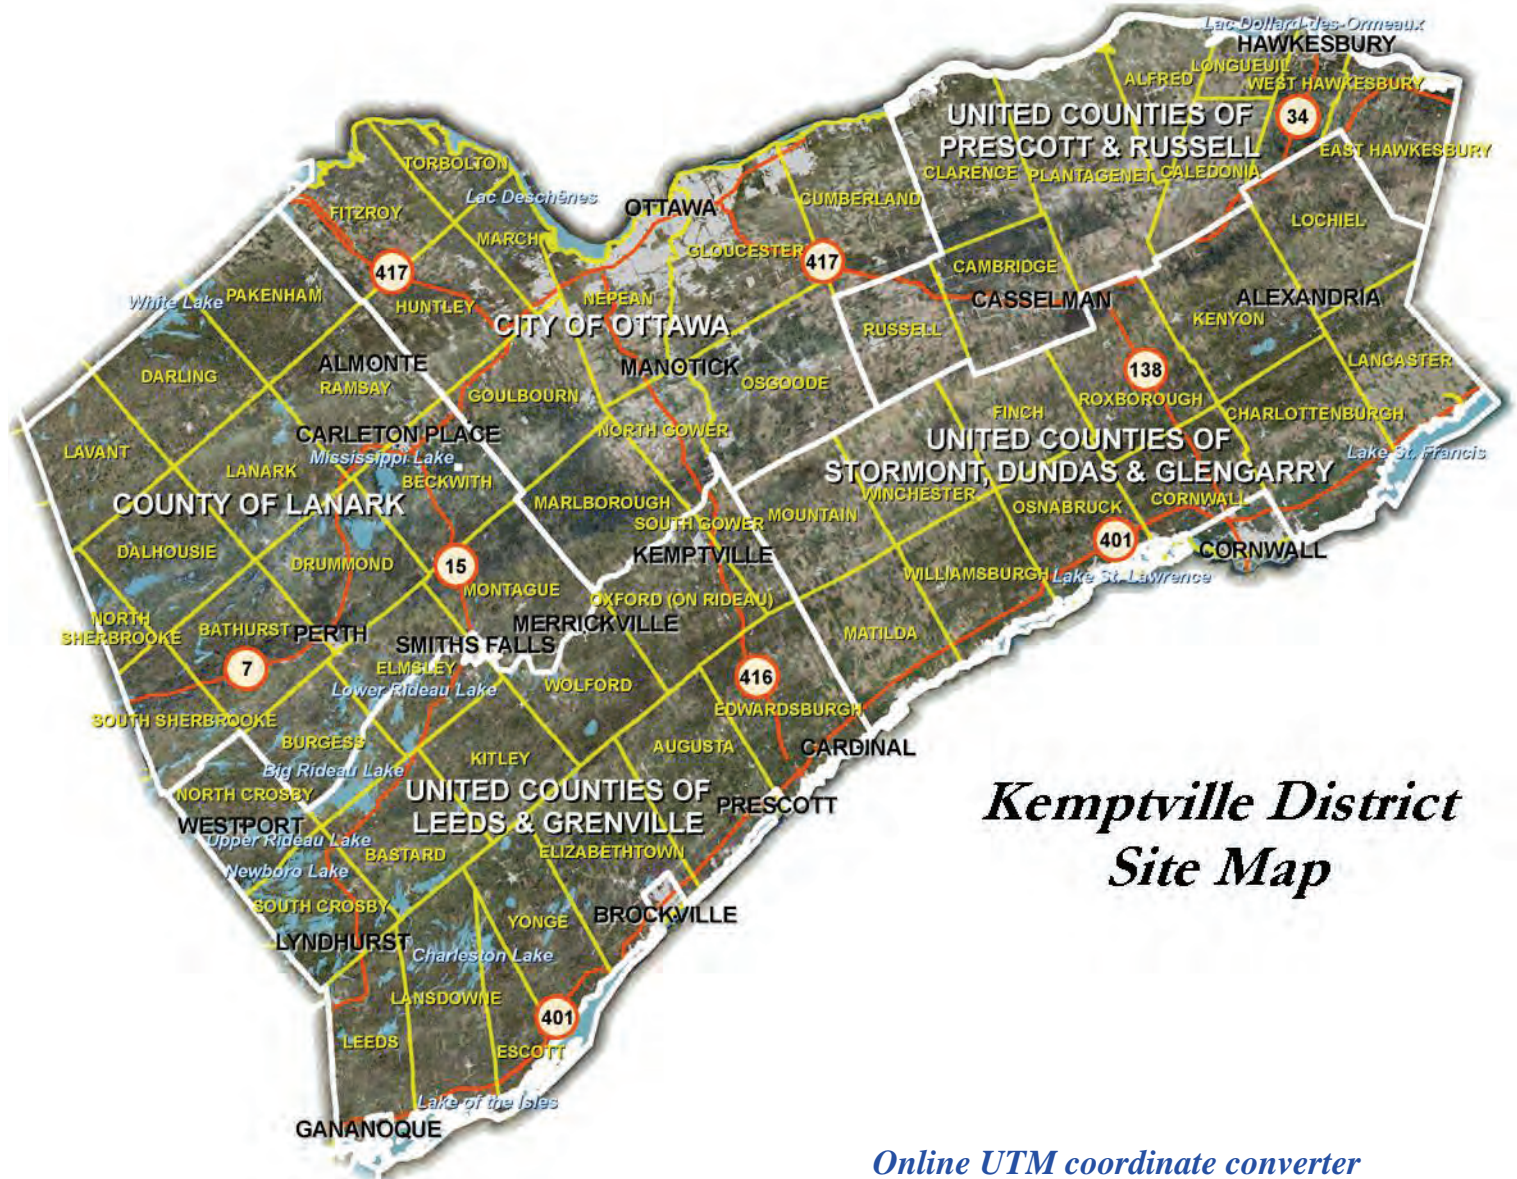 Lac Dollard-des-Ormeaux
HAWKESBURY
LONGUEUIL
ALFRED
WEST HAWKESBURY
UNITED COUNTIES OF
PRESCOTT & RUSSELL
34
EAST HAWKESBURY
CLARENCE
PLANTAGENET
CALEDONIA
TORBOLTON
Lac Deschênes
OTTAWA
CUMBERLAND
FITZROY
MARCH
GLOUCESTER
417
417
LOCHIEL
CAMBRIDGE
CASSELMAN
ALEXANDRIA
KENYON
White Lake
PAKENHAM
HUNTLEY
NEPEAN
CITY OF OTTAWA
RUSSELL
ALMONTE
RAMSAY
DARLING
GOULBOURN
MANOTICK
OSGOODE
138
LANCASTER
ROXBOROUGH
FINCH
CHARLOTTENBURGH
NORTH GOWER
CARLETON PLACE
Mississippi Lake
LAVANT
LANARK
BECKWITH
UNITED COUNTIES OF
STORMONT, DUNDAS & GLENGARRY
Lake St. Francis
COUNTY OF LANARK
MARLBOROUGH
SOUTH GOWER
MOUNTAIN
WINCHESTER
OSNABRUCK
CORNWALL
401
CORNWALL
DALHOUSIE
DRUMMOND
15
KEMPTVILLE
MONTAGUE
WILLIAMSBURGH
Lake St. Lawrence
OXFORD (ON RIDEAU)
NORTH
SHERBROOKE
BATHURST
PERTH
MERRICKVILLE
SMITHS FALLS
MATILDA
7
ELMSLEY
Lower Rideau Lake
WOLFORD
416
EDWARDSBURGH
SOUTH SHERBROOKE
BURGESS
KITLEY
AUGUSTA
CARDINAL
Big Rideau Lake
NORTH CROSBY
UNITED COUNTIES OF
LEEDS & GRENVILLE
PRESCOTT
WESTPORT
Upper Rideau Lake
BASTARD
ELIZABETHTOWN
Newboro Lake
SOUTH CROSBY
YONGE
BROCKVILLE
LYNDHURST
Charleston Lake
LANSDOWNE
401
LEEDS
ESCOTT
Lake of the Isles
GANANOQUE
Kemptville District
Site Map
Online UTM coordinate converter